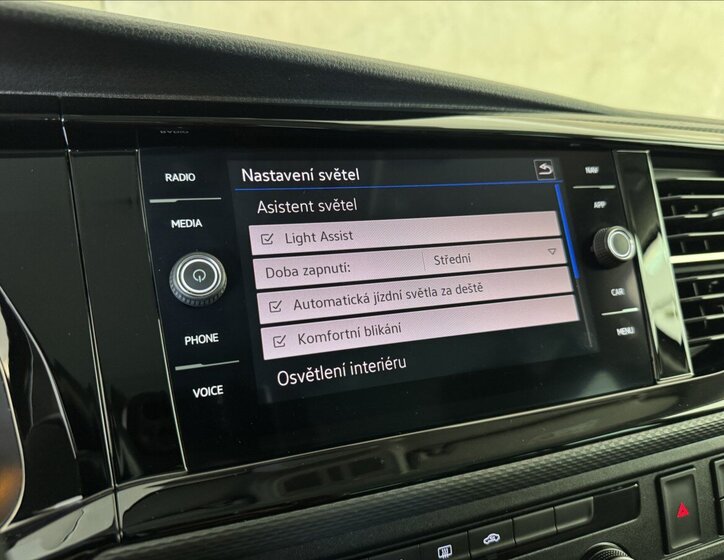 RADIO
MEDIA
PHONE
VOICE
Nastavení světel
Asistent světel
Light Assist
Doba zapnutí: Střední
Automatická jízdní světla za deště
Komfortní blikání
Osvětlení interiéru
NAV
APP
CAR
MENU